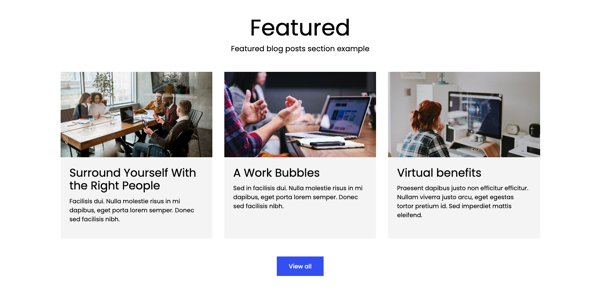 Featured
Featured blog posts section example
Surround Yourself With
the Right People
Facilisis dui. Nulla molestie risus in mi
dapibus, eget porta lorem semper. Donec
sed facilisis nibh.
A Work Bubbles
Sed in facilisis dui. Nulla molestie risus in mi
dapibus, eget porta lorem semper. Donec
sed facilisis nibh.
Virtual benefits
Praesent dapibus justo non efficitur efficitur.
Nullam viverra justo arcu, eget egestas
tortor pretium id. Sed imperdiet mattis
eleifend.
View all